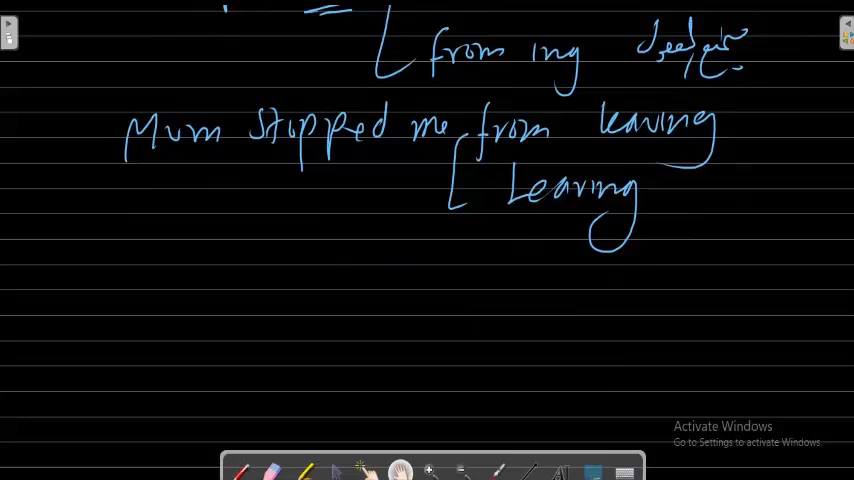 from ing
Mum stopped me from leaving
Leaving
Activate Windows
Go to Settings to activate Windows.